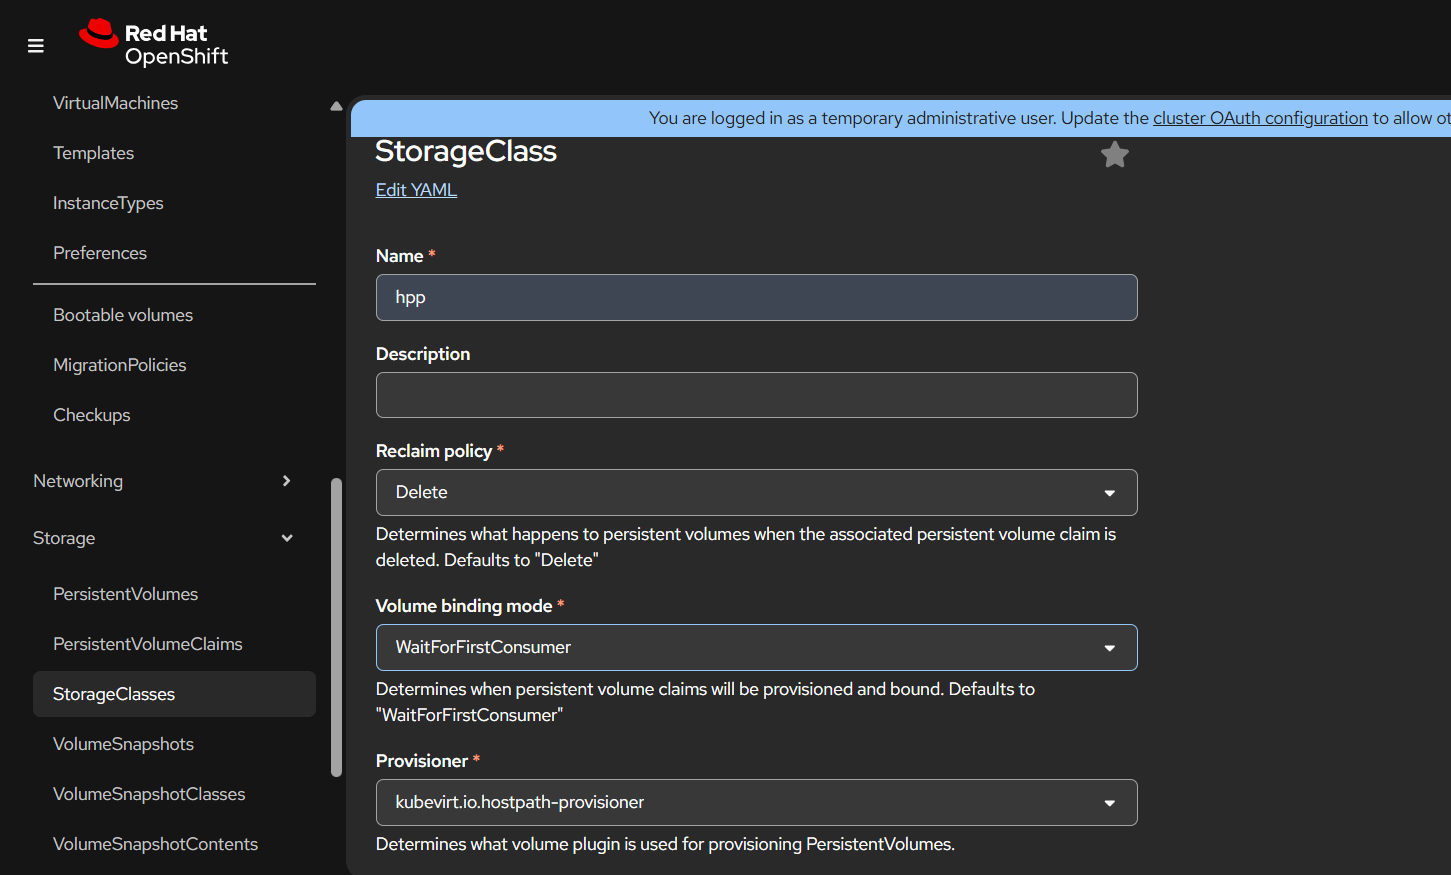 Red Hat
OpenShift
VirtualMachines
Templates
InstanceTypes
Preferences
Bootable volumes
MigrationPolicies
Checkups
Networking
Storage
PersistentVolumes
PersistentVolumeClaims
StorageClasses
VolumeSnapshots
VolumeSnapshotClasses
VolumeSnapshotContents
You are logged in as a temporary administrative user. Update the cluster OAuth configuration to allow ot
StorageClass
Edit YAML
Name *
hpp
Description
Reclaim policy *
Delete
Determines what happens to persistent volumes when the associated persistent volume claim is
deleted. Defaults to "Delete"
Volume binding mode *
WaitForFirstConsumer
Determines when persistent volume claims will be provisioned and bound. Defaults to
"WaitForFirstConsumer"
Provisioner *
kubevirt.io.hostpath-provisioner
Determines what volume plugin is used for provisioning PersistentVolumes.